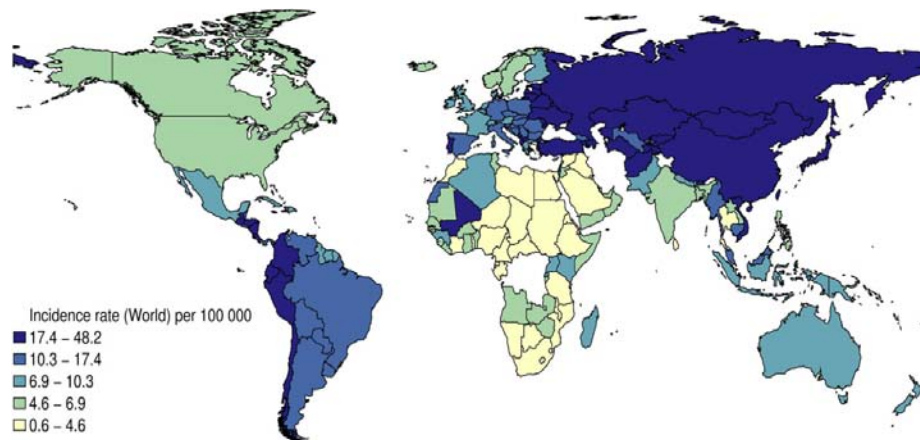 Incidence rate (World) per 100 000
17.4 – 48.2
10.3 – 17.4
6.9 – 10.3
4.6 – 6.9
0.6 – 4.6